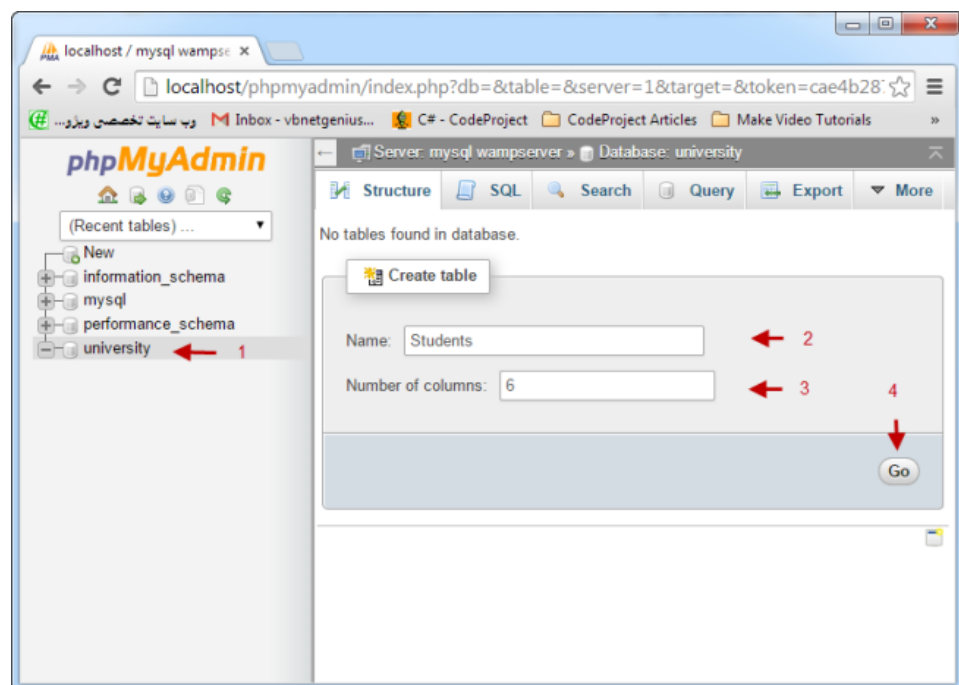 localhost / mysql wampse
localhost/phpmyadmin/index.php?db=&table=&server=1&target=&token=cae4b28
وب سایت تخصصی ویژو... Inbox - vbnetgenius... C# - CodeProject CodeProject Articles Make Video Tutorials »
phpMyAdmin
(Recent tables) ...
New
information_schema
mysql
performance_schema
university 1
Server: mysql wampserver » Database: university
Structure SQL Search Query Export More
No tables found in database.
Create table
Name: Students 2
Number of columns: 6 3
4
Go